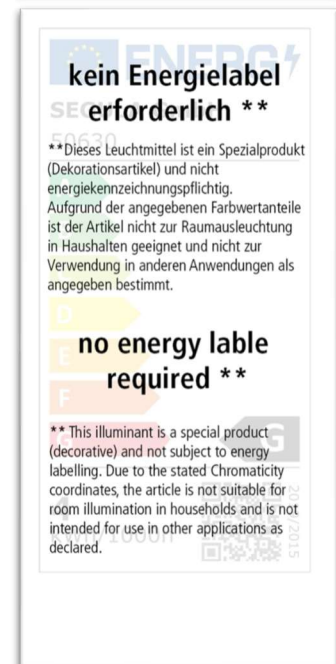 ENERG
kein Energielabel
erforderlich **
50630
**Dieses Leuchtmittel ist ein Spezialprodukt
(Dekorationsartikel) und nicht
energiekennzeichnungspflichtig.
Aufgrund der angegebenen Farbwertanteile
ist der Artikel nicht zur Raumausleuchtung
in Haushalten geeignet und nicht zur
Verwendung in anderen Anwendungen als
angegeben bestimmt.
D
E
no energy lable
required **
F
G
** This illuminant is a special product
(decorative) and not subject to energy
labelling. Due to the stated Chromaticity
coordinates, the article is not suitable for
room illumination in households and is not
intended for use in other applications as
declared.
kWh/1000h